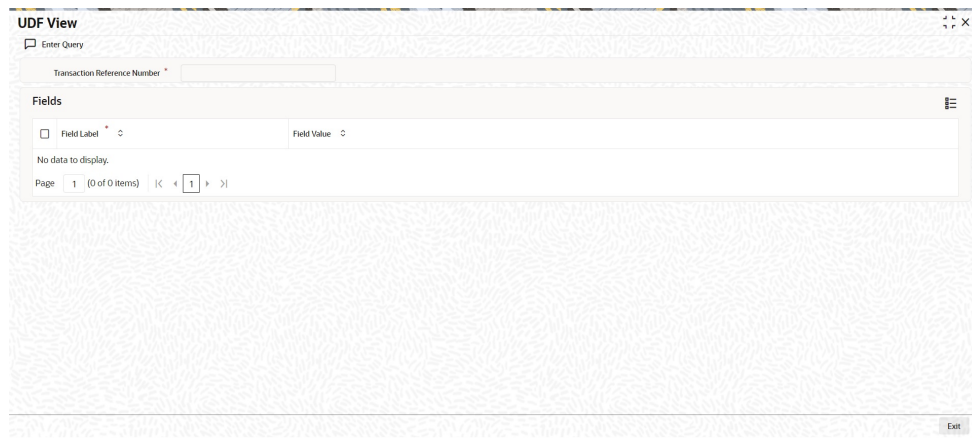 UDF View
Enter Query
Transaction Reference Number *
Fields
Field Label * Field Value
No data to display.
Page 1 (0 of 0 items) 1
Exit